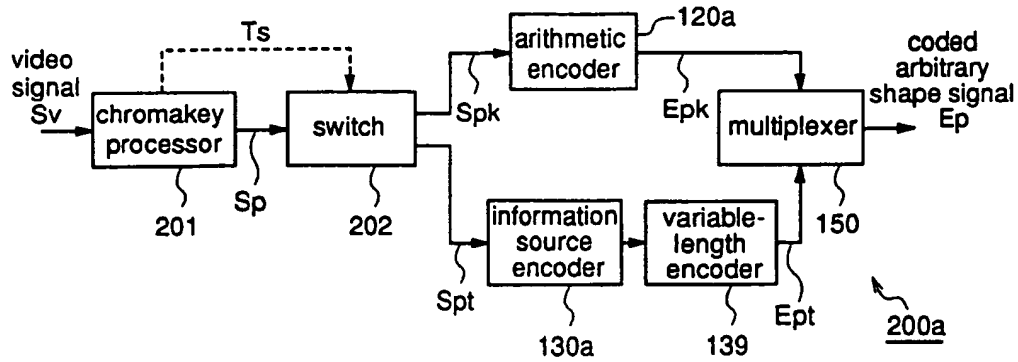 Ts
video
signal
Sv
chromakey
processor
201
Sp
switch
202
Spk
arithmetic
encoder
120a
Epk
Spt
information
source
encoder
130a
variable-
length
encoder
139
Ept
multiplexer
150
coded
arbitrary
shape signal
Ep
200a